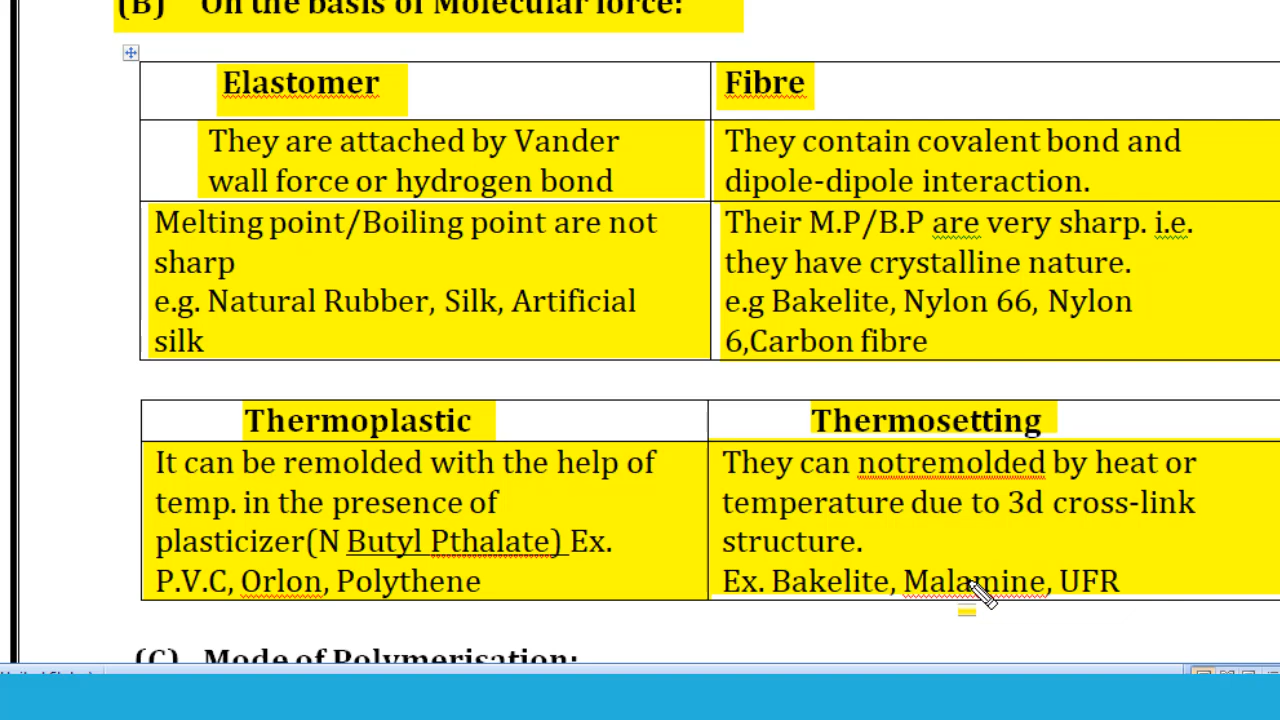 (B) On the basis of Molecular force:
Elastomer
Fibre
They are attached by Vander
wall force or hydrogen bond
They contain covalent bond and
dipole-dipole interaction.
Melting point/Boiling point are not
sharp
e.g. Natural Rubber, Silk, Artificial
silk
Their M.P/B.P are very sharp. i.e.
they have crystalline nature.
e.g Bakelite, Nylon 66, Nylon
6,Carbon fibre
Thermoplastic
Thermosetting
It can be remolded with the help of
temp. in the presence of
plasticizer(N Butyl Pthalate) Ex.
P.V.C, Orlon, Polythene
They can notremolded by heat or
temperature due to 3d cross-link
structure.
Ex. Bakelite, Malamine, UFR
(C) Mode of Polymerisation: